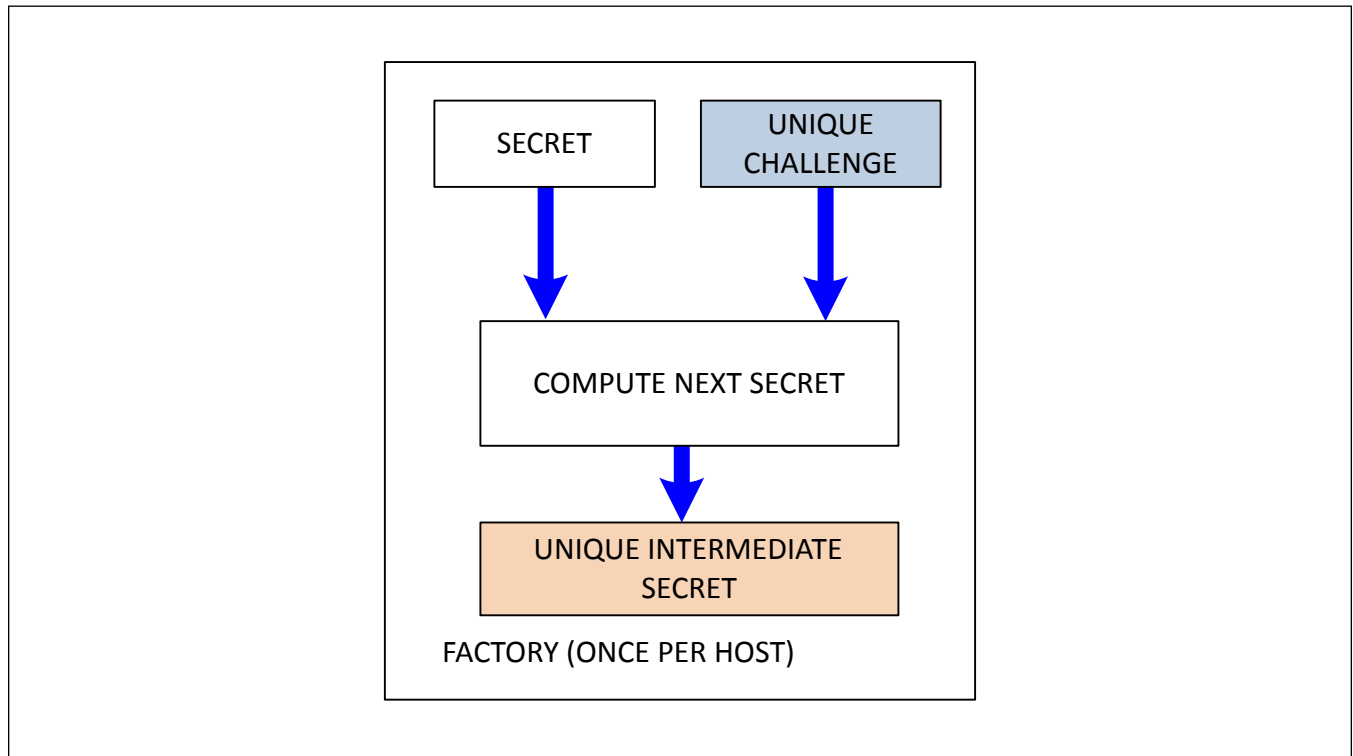 SECRET
UNIQUE
CHALLENGE
COMPUTE NEXT SECRET
UNIQUE INTERMEDIATE
SECRET
FACTORY (ONCE PER HOST)